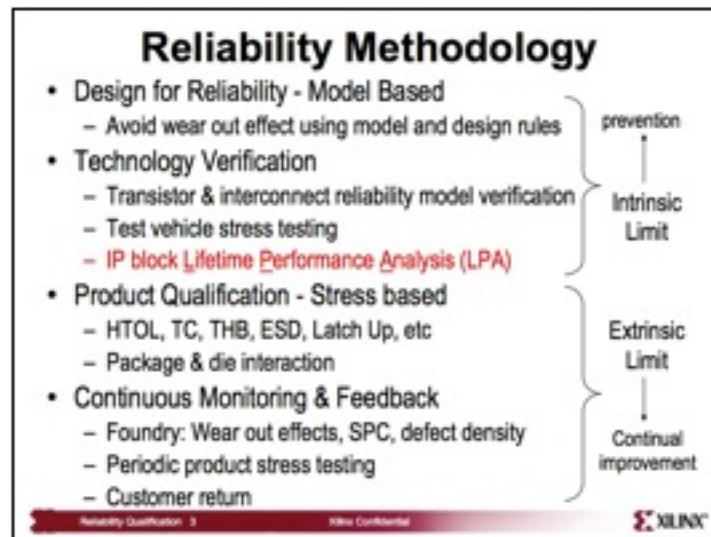 Reliability Methodology
• Design for Reliability - Model Based
– Avoid wear out effect using model and design rules
• Technology Verification
– Transistor & interconnect reliability model verification
– Test vehicle stress testing
– IP block Lifetime Performance Analysis (LPA)
prevention
Intrinsic
Limit
• Product Qualification - Stress based
– HTOL, TC, THB, ESD, Latch Up, etc
– Package & die interaction
• Continuous Monitoring & Feedback
– Foundry: Wear out effects, SPC, defect density
– Periodic product stress testing
– Customer return
Extrinsic
Limit
Continual
improvement
Reliability Qualification 3
Xilinx Confidential
XILINX